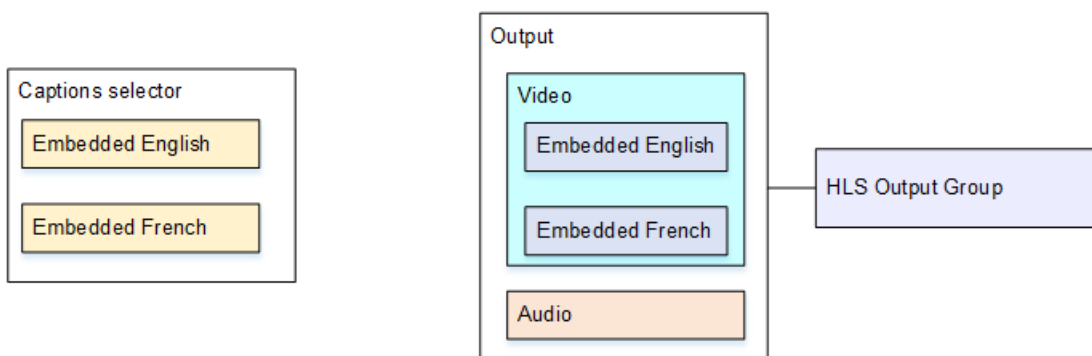 Captions selector
Embedded English
Embedded French
Output
Video
Embedded English
Embedded French
Audio
HLS Output Group